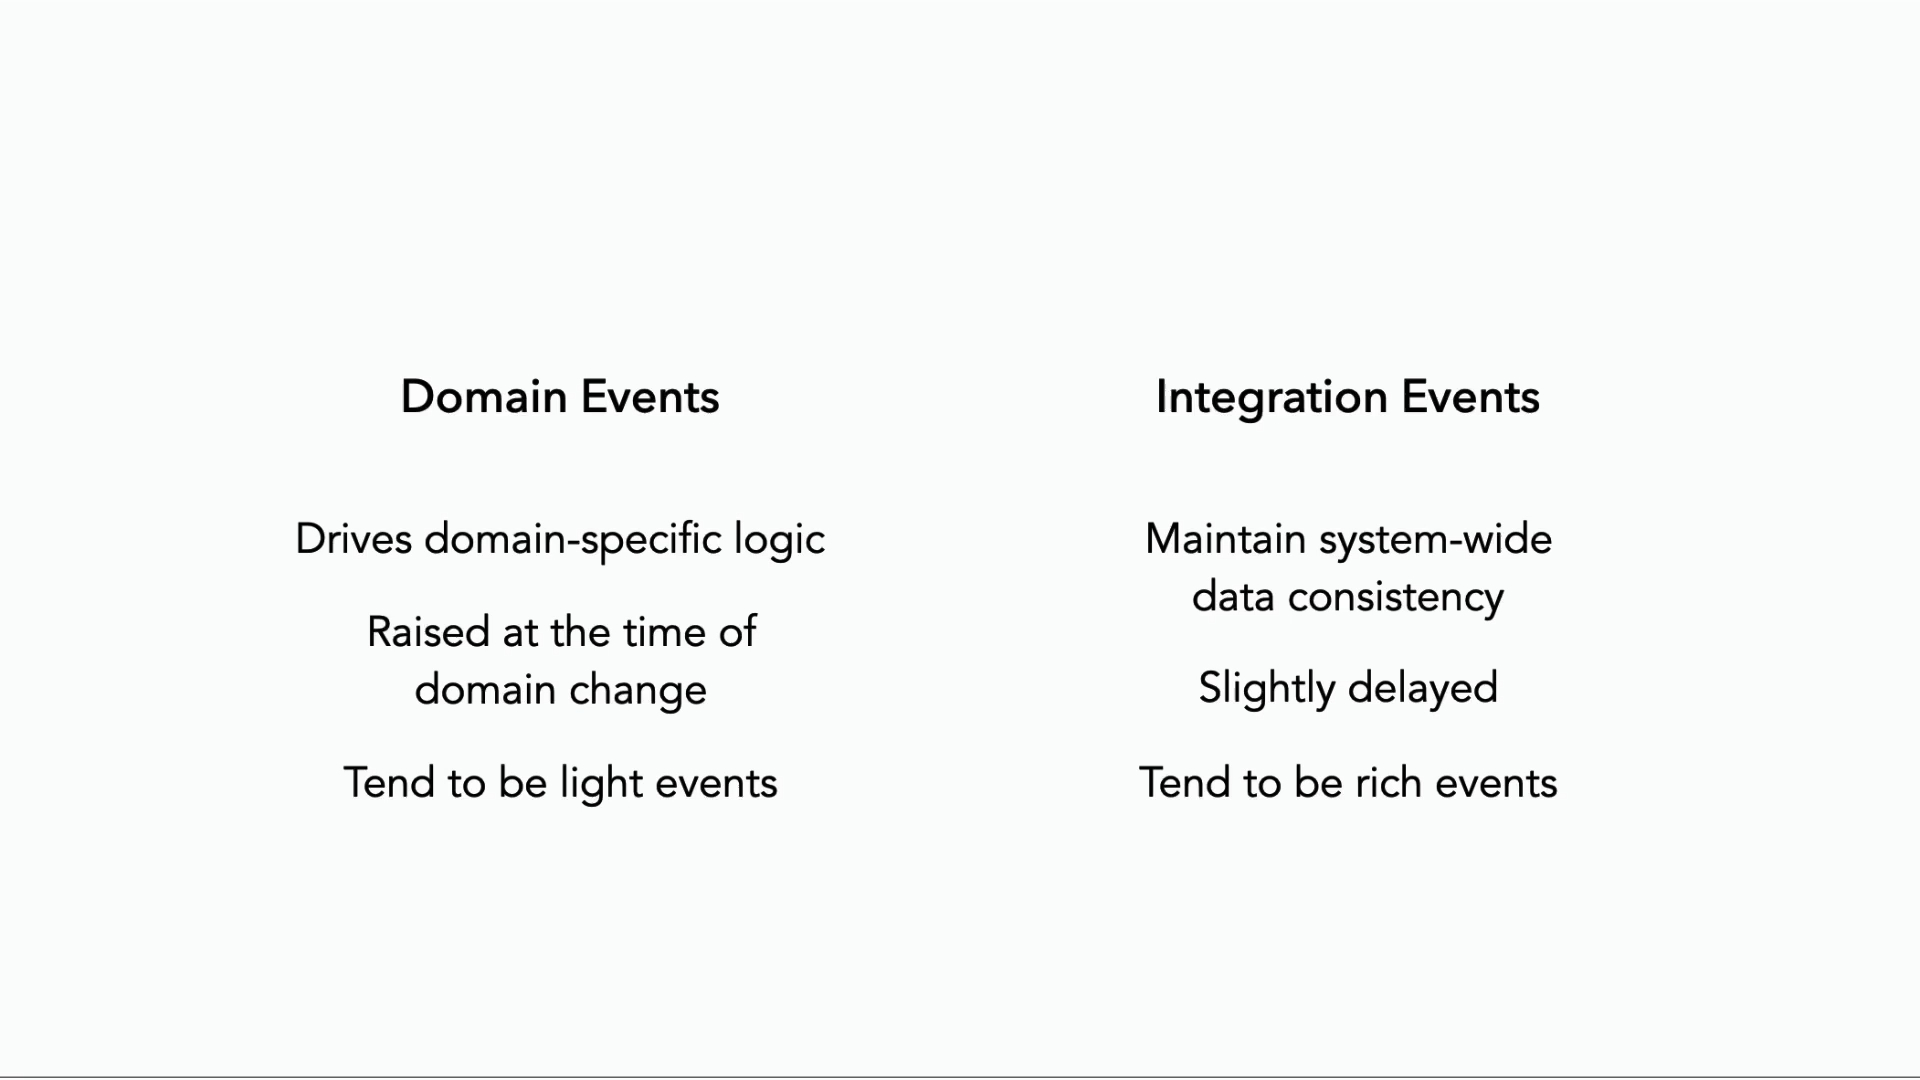 Domain Events
Drives domain-specific logic
Raised at the time of
domain change
Tend to be light events
Integration Events
Maintain system-wide
data consistency
Slightly delayed
Tend to be rich events